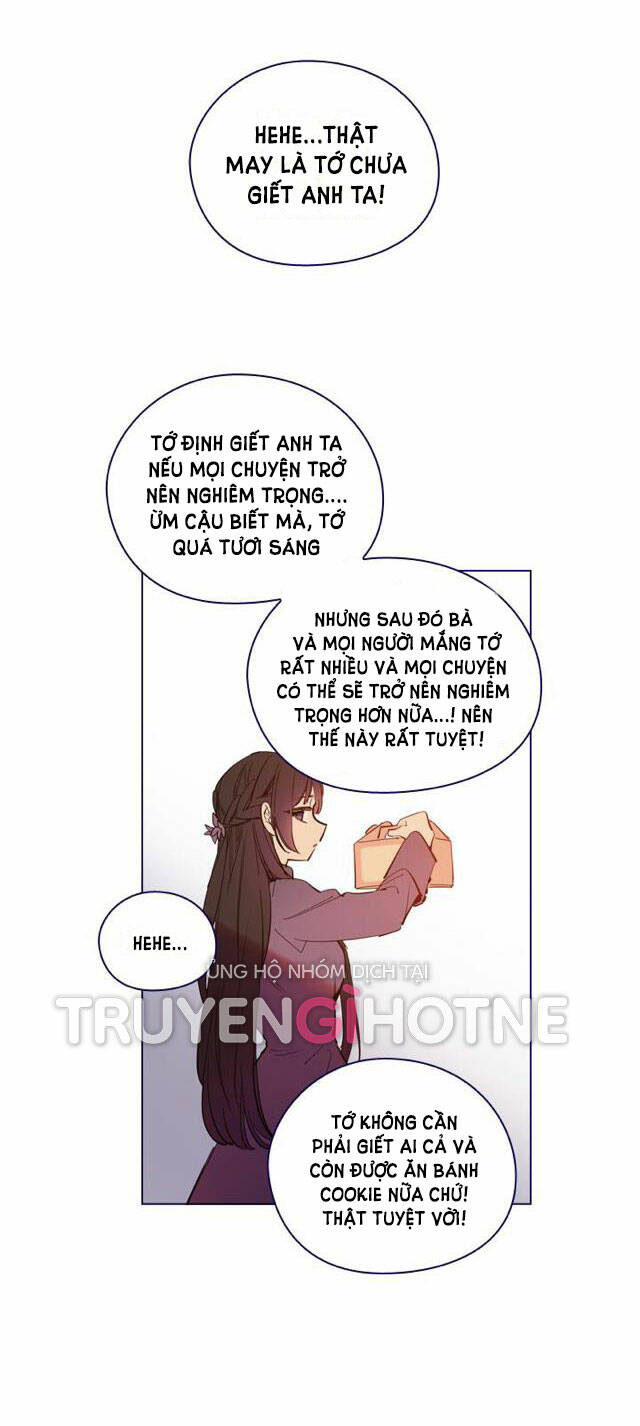 HEHE...THẬT
MAY LÀ TỚ CHƯA
GIẾT ANH TA!
TỚ ĐỊNH GIẾT ANH TA
NẾU MỌI CHUYỆN TRỞ
NÊN NGHIÊM TRỌNG....
ỪM CẬU BIẾT MÀ, TỚ
QUÁ TƯƠI SÁNG
NHƯNG SAU ĐÓ BÀ
VÀ MỌI NGƯỜI MẮNG TỚ
RẤT NHIỀU VÀ MỌI CHUYỆN
CÓ THỂ SẼ TRỞ NÊN NGHIÊM
TRỌNG HƠN NỮA...! NÊN
THẾ NÀY RẤT TUYỆT!
HEHE...
ỦNG HỘ NHÓM DỊCH TẠI
TRUYENGIHOTNE
TỚ KHÔNG CẦN
PHẢI GIẾT AI CẢ VÀ
CÒN ĐƯỢC ĂN BÁNH
COOKIE NỮA CHỨ!
THẬT TUYỆT VỜI!